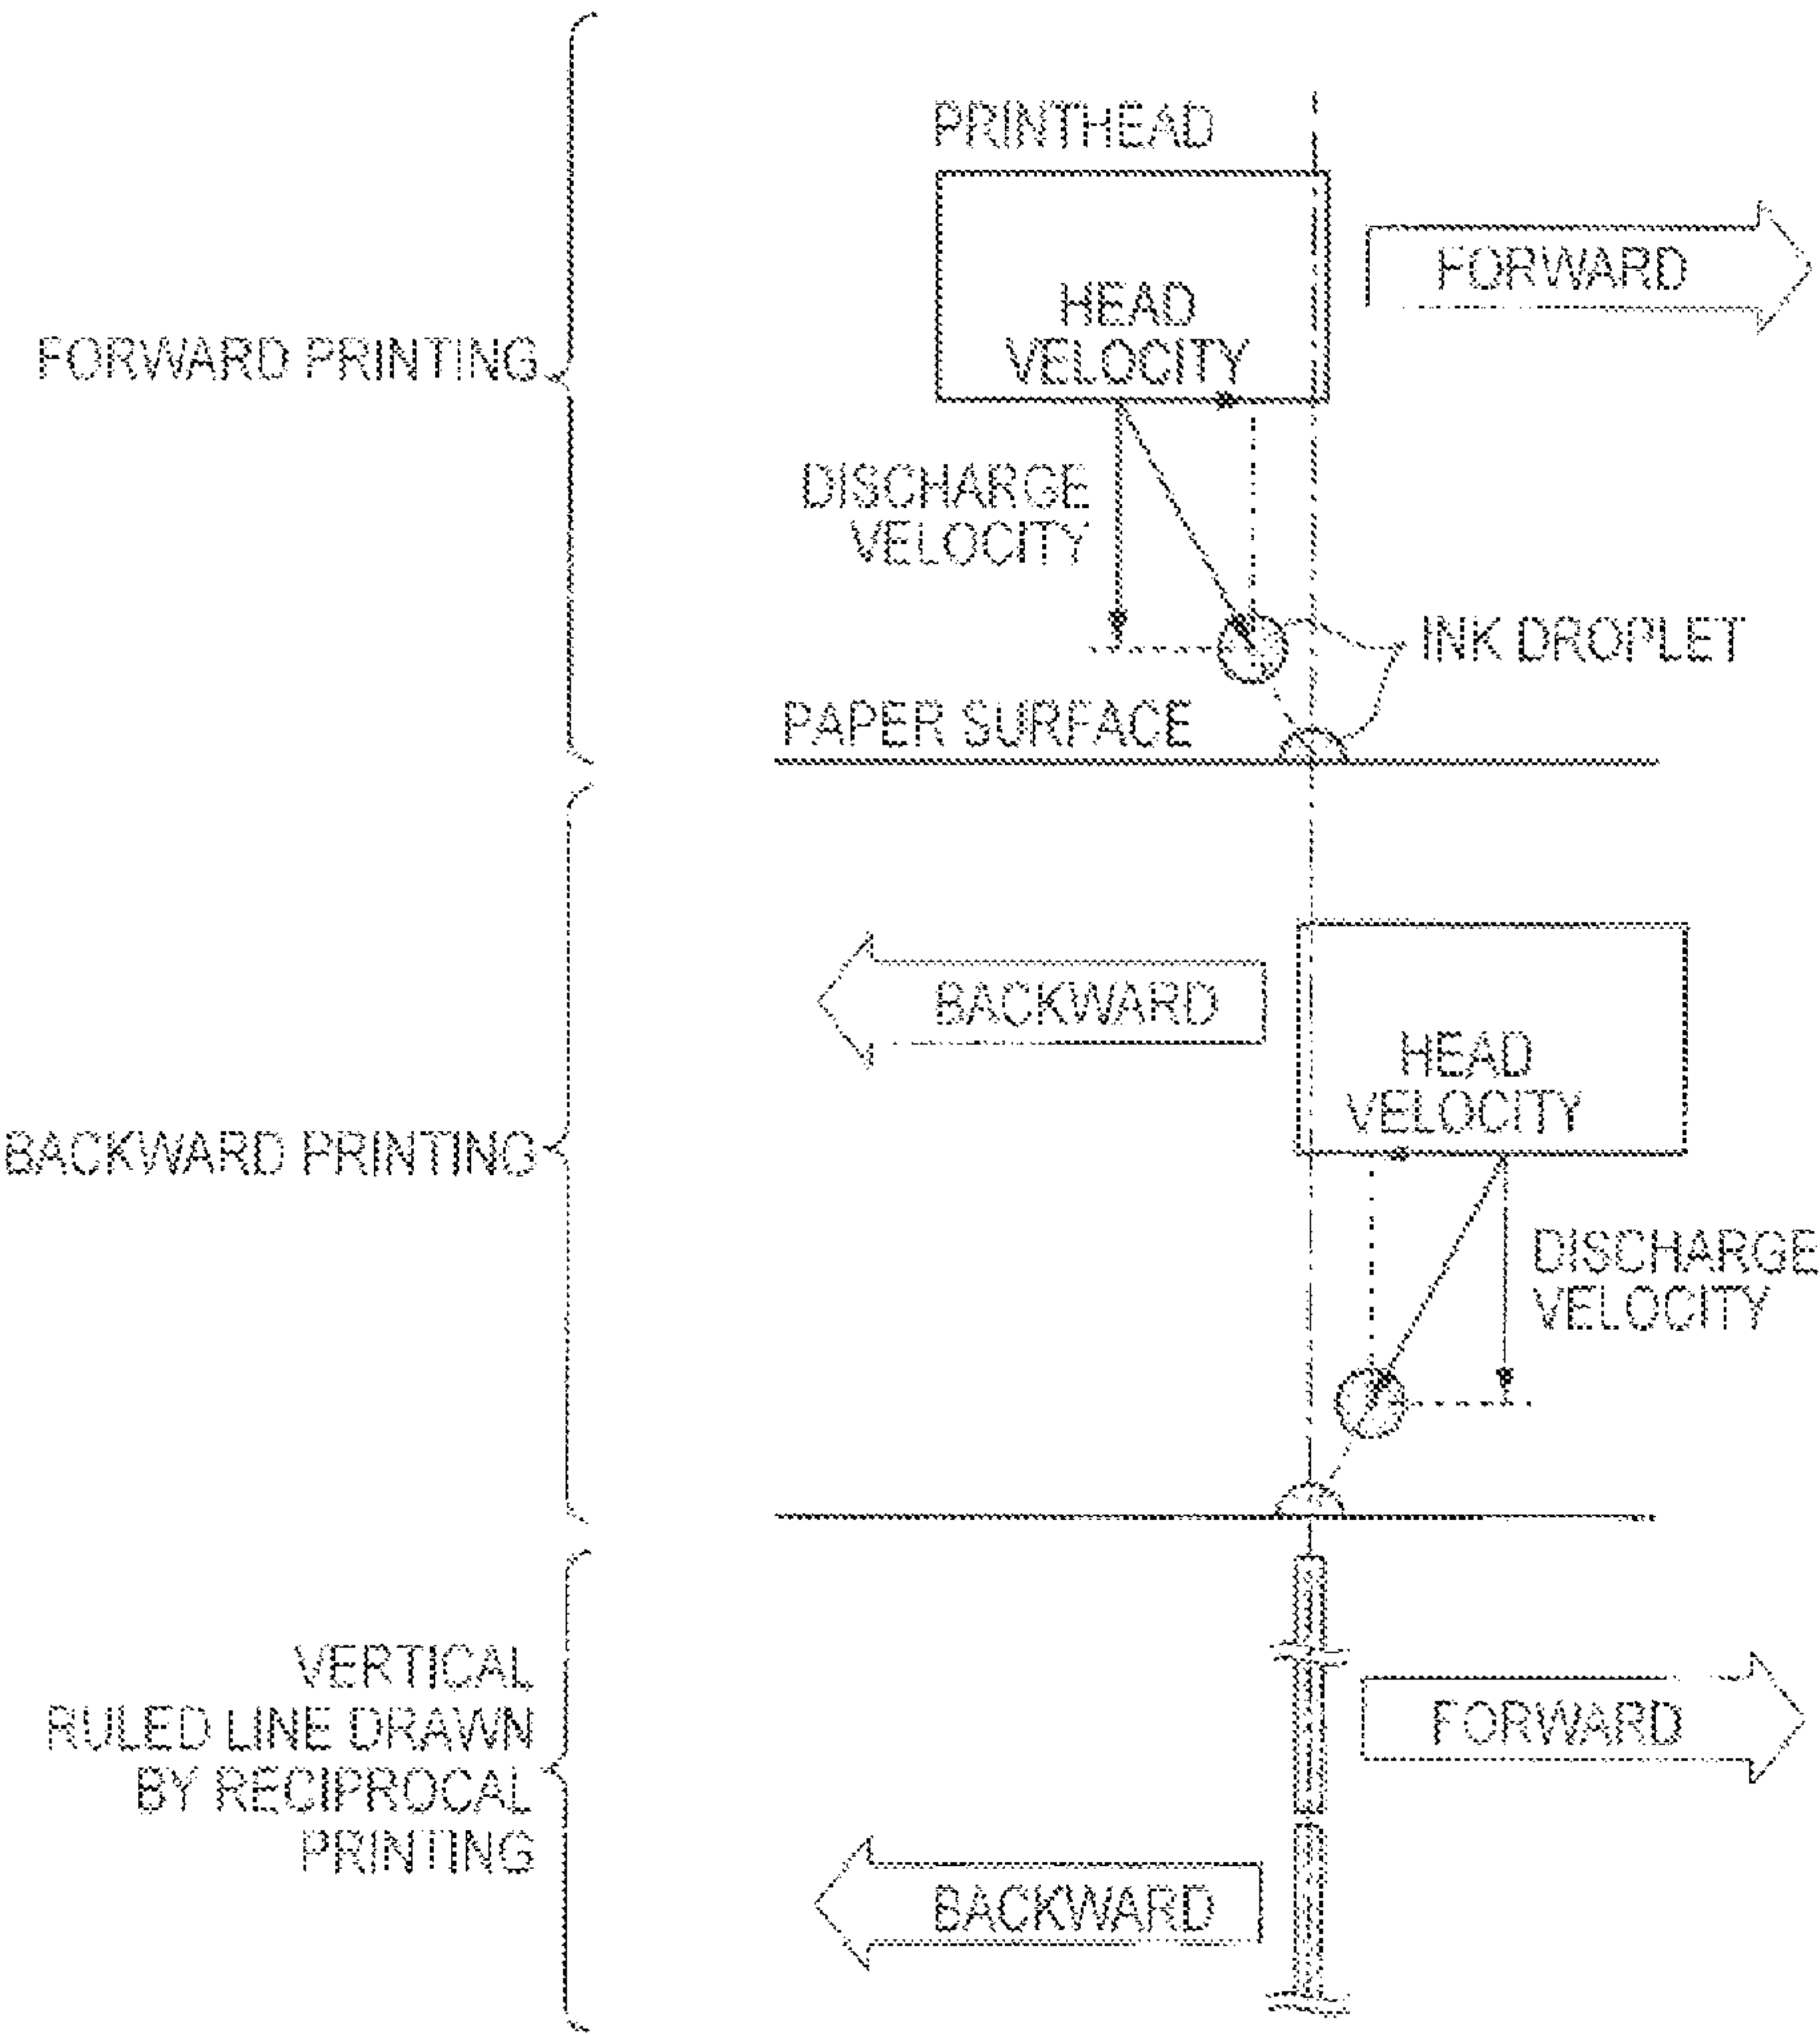 PRINTHEAD
FORWARD
HEAD
VELOCITY
FORWARD PRINTING
DISCHARGE
VELOCITY
INK DROPLET
PAPER SURFACE
BACKWARD
HEAD
VELOCITY
BACKWARD PRINTING
DISCHARGE
VELOCITY
VERTICAL
RULED LINE DRAWN
BY RECIPROCAL
PRINTING
FORWARD
BACKWARD